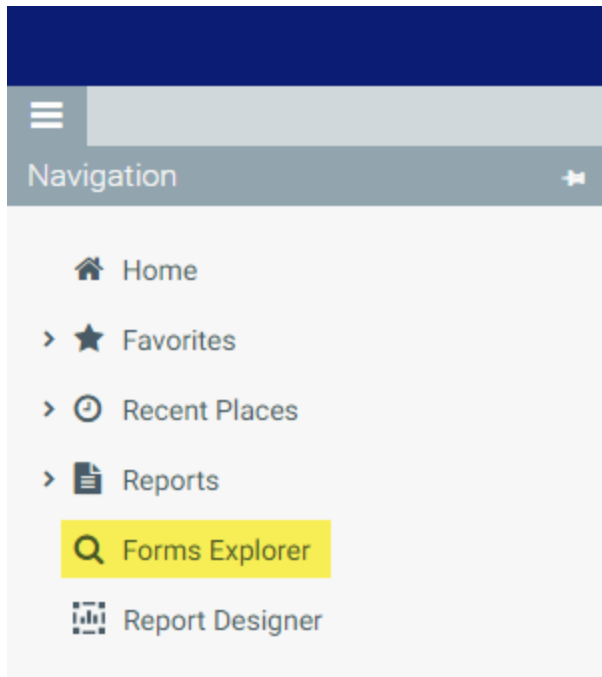 Navigation
Home
Favorites
Recent Places
Reports
Forms Explorer
Report Designer